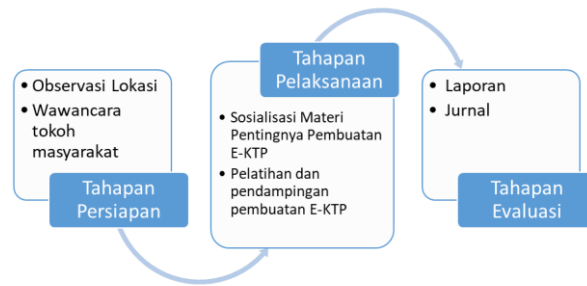 • Observasi Lokasi
• Wawancara
tokoh
masyarakat
Tahapan
Persiapan
Tahapan
Pelaksanaan
• Sosialisasi Materi
Pentingnya Pembuatan
E-KTP
• Pelatihan dan
pendampingan
pembuatan E-KTP
• Laporan
• Jurnal
Tahapan
Evaluasi